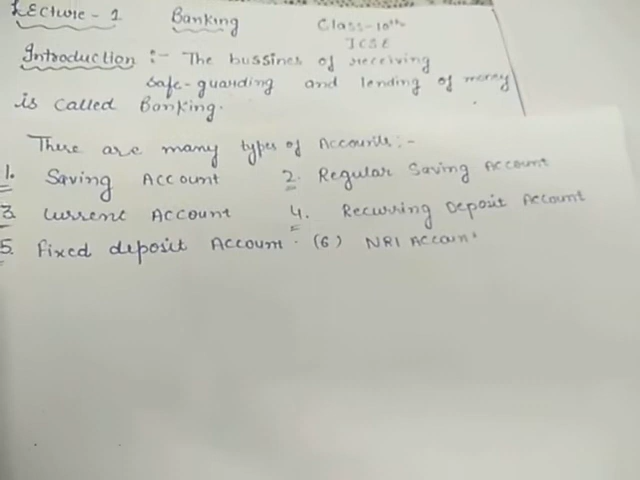 Lecture - 1 Banking Class-10th
ICSE
Introduction :- The bussines of receiving
safe-guarding and lending of money
is called Banking.
There are many types of Accounts:-
1. Saving Account 2. Regular Saving Account
3. Current Account 4. Recurring Deposit Account
5. Fixed deposit Account. (6) NRI Account